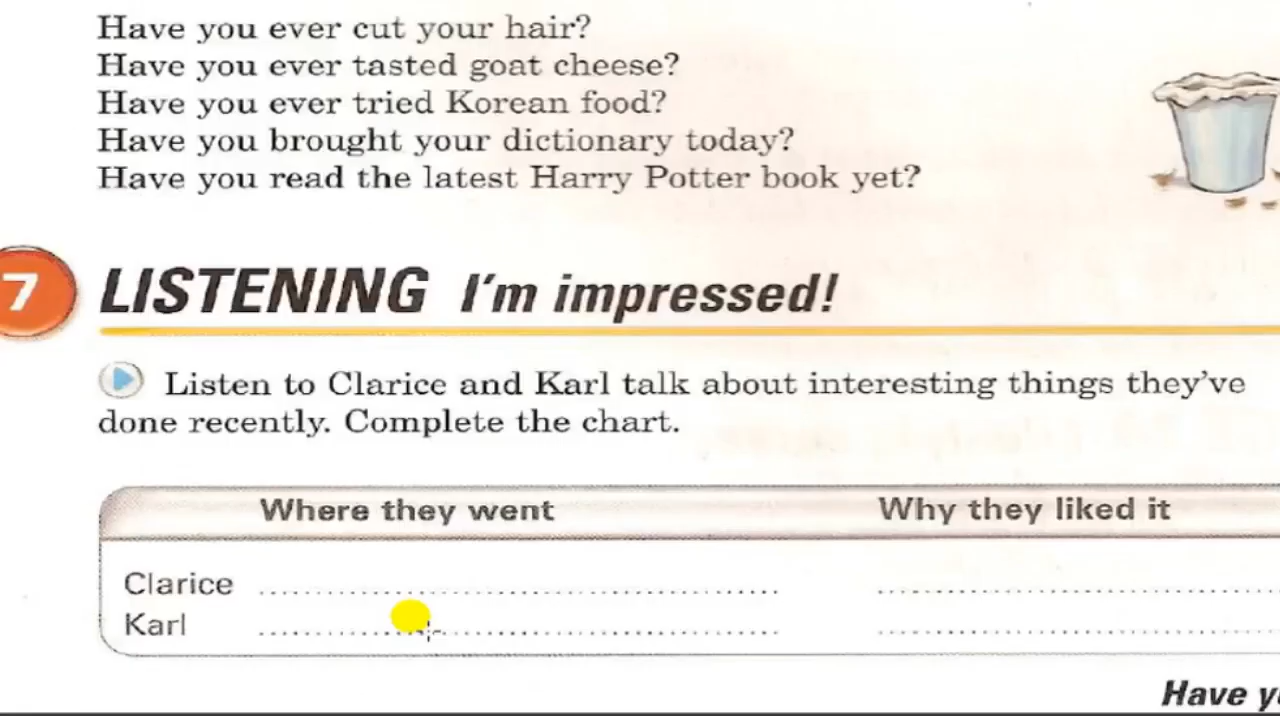 Have you ever cut your hair?
Have you ever tasted goat cheese?
Have you ever tried Korean food?
Have you brought your dictionary today?
Have you read the latest Harry Potter book yet?
7 LISTENING I'm impressed!
Listen to Clarice and Karl talk about interesting things they've
done recently. Complete the chart.
Where they went Why they liked it
Clarice
Karl
Have